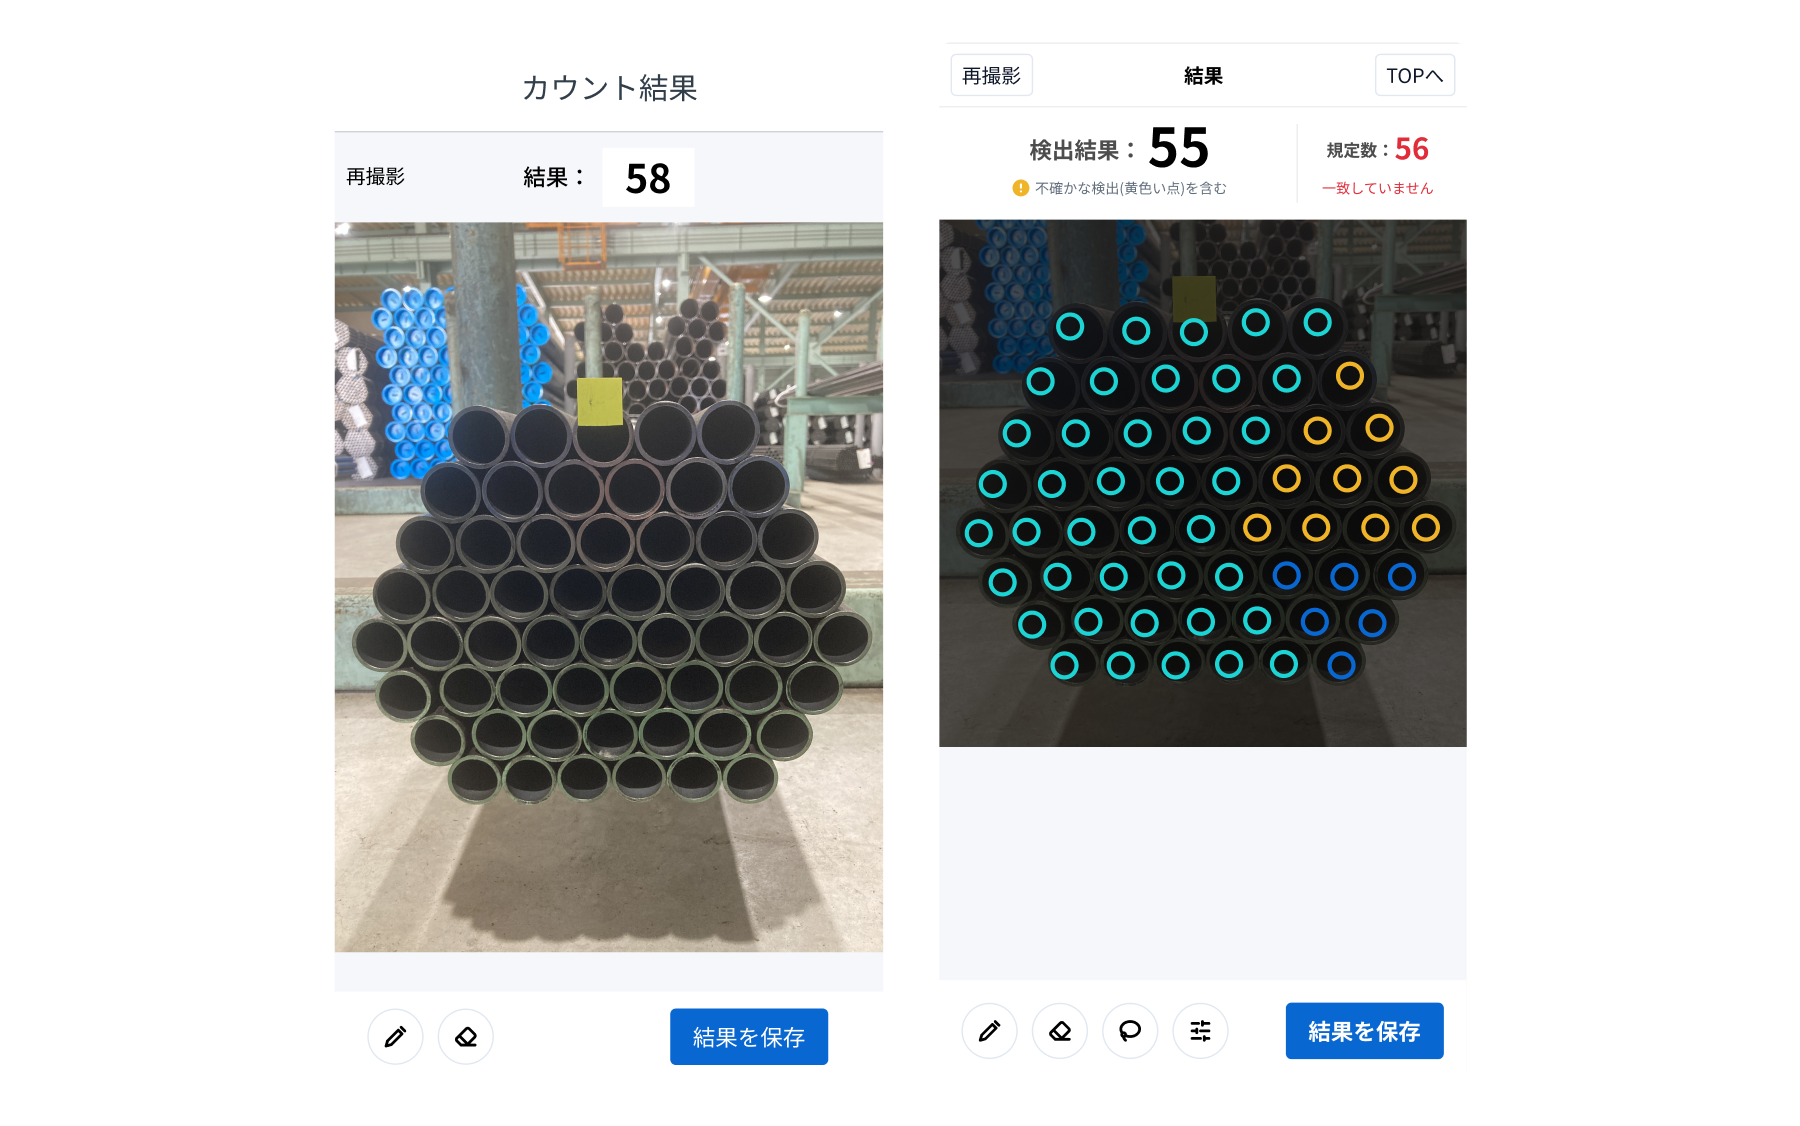 カウント結果
再撮影
結果：
58
結果を保存
再撮影
結果
TOPへ
検出結果：55
不確かな検出(黄色い点)を含む
規定数：56
一致していません
結果を保存